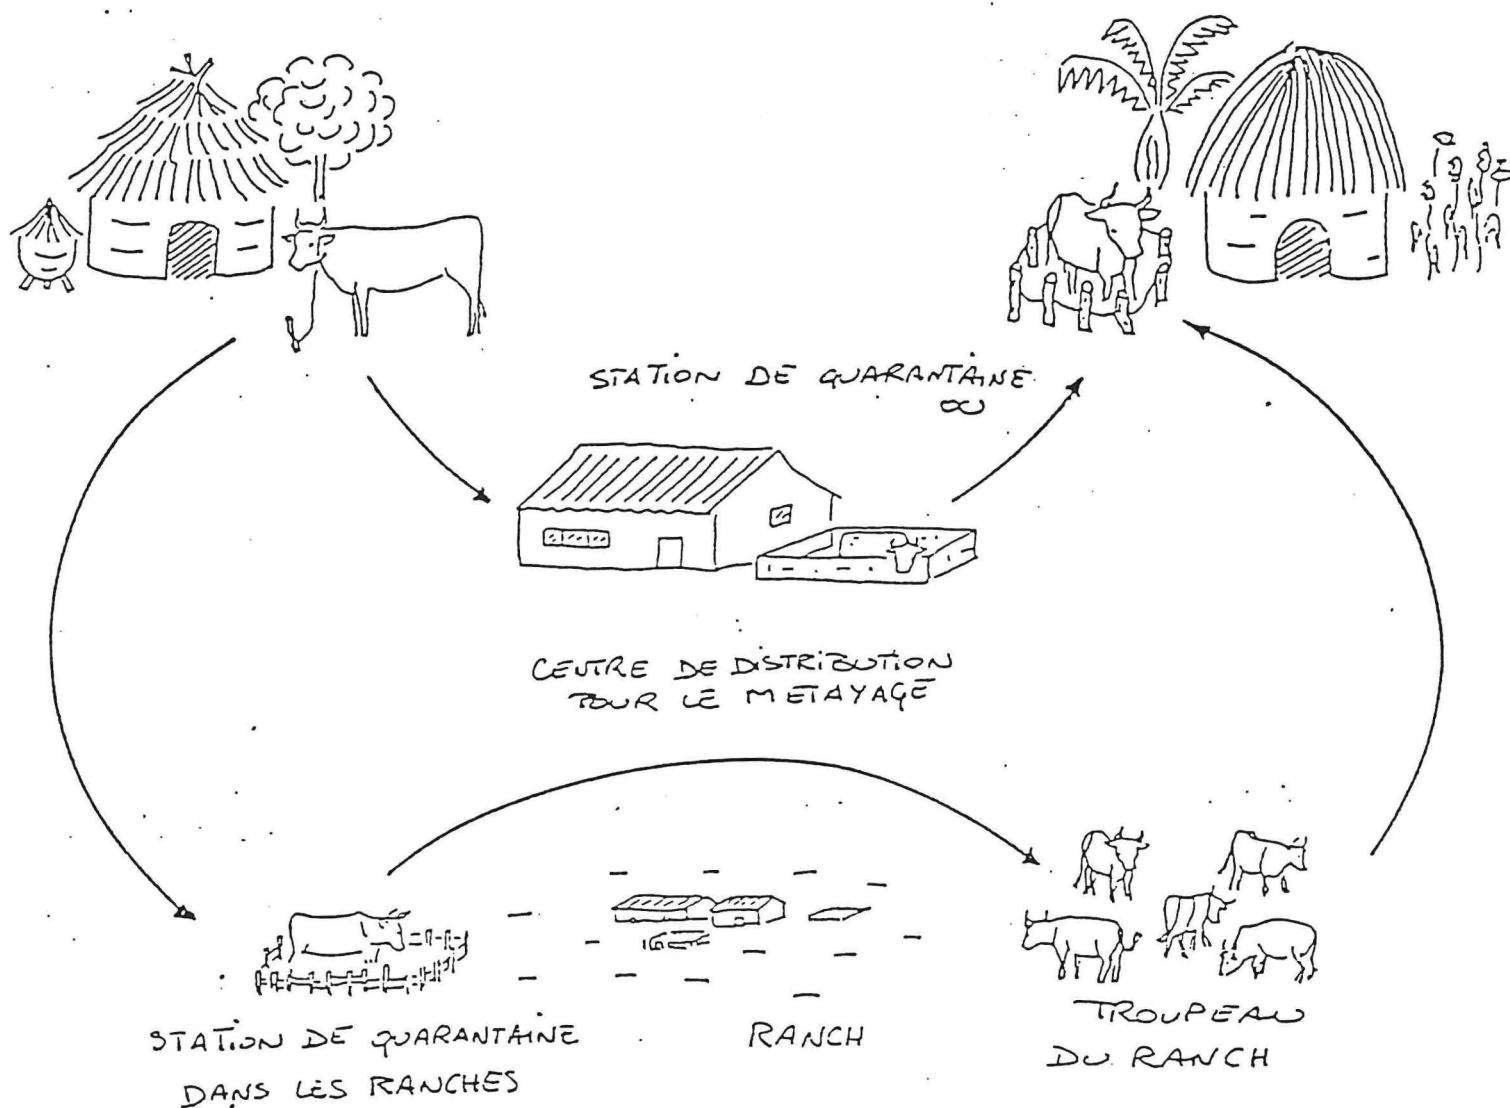 STATION DE QUARANTAINE
OU
CENTRE DE DISTRIBUTION
POUR LE METAYAGE
STATION DE QUARANTAINE
DANS LES RANCHES
RANCH
TROUPEAU
DU RANCH